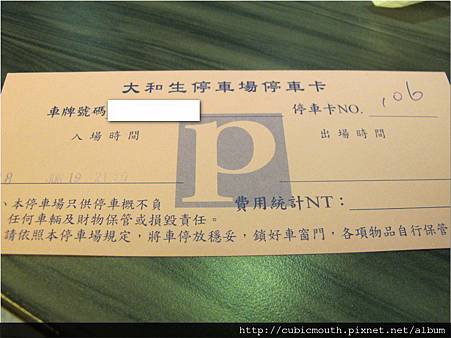 大和生停車場停車卡
車牌號碼 停車卡NO. 106
入場時間 出場時間
p
費用統計NT：
、本停車場只供停車概不負
任何車輛及財物保管或損毀責任。
請依照本停車場規定，將車停放穩妥，鎖好車窗門，各項物品自行保管
http://cubicmouth.pixnet.net/album